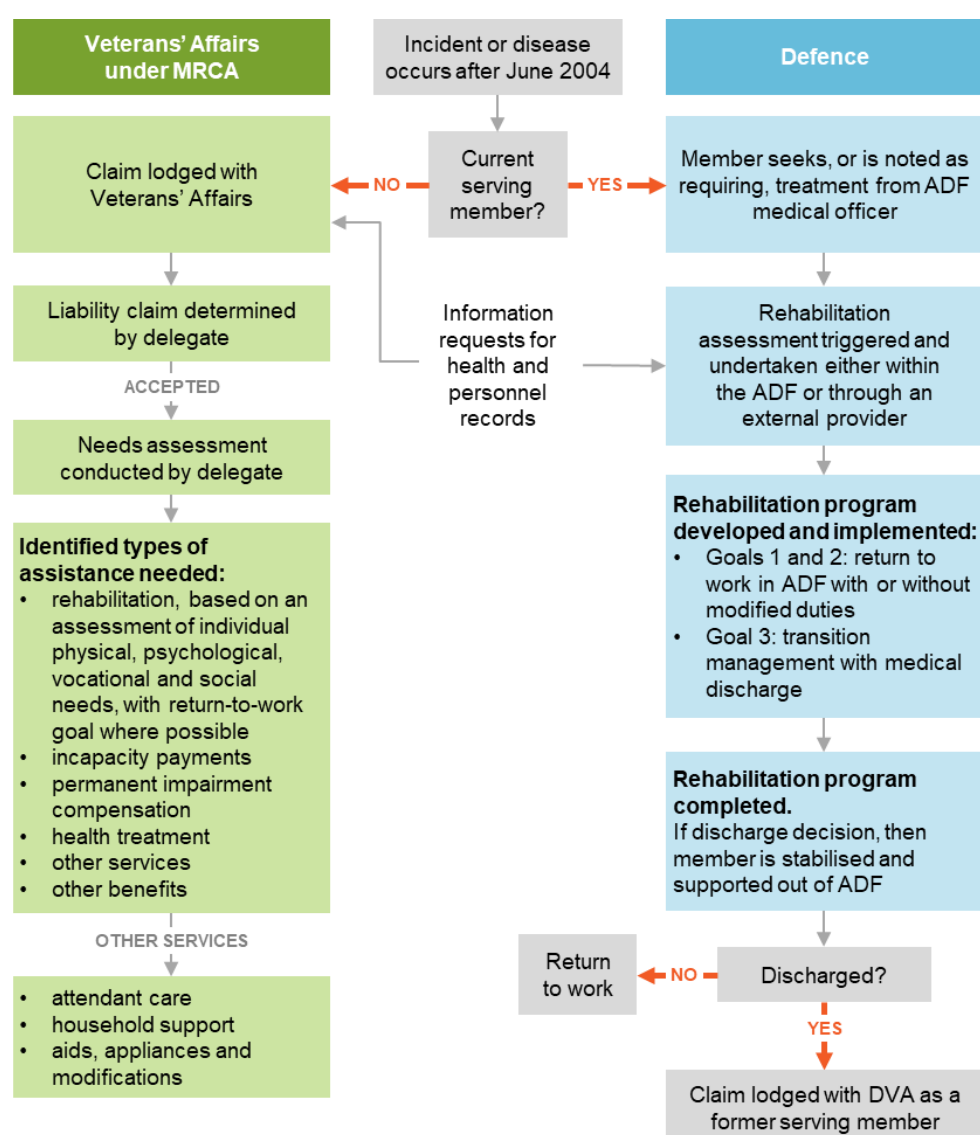 Veterans’ Affairs
under MRCA
Incident or disease
occurs after June 2004
Defence
Claim lodged with
Veterans’ Affairs
NO
Current
serving
member?
YES
Member seeks, or is noted as
requiring, treatment from ADF
medical officer
Liability claim determined
by delegate
Information
requests for
health and
personnel
records
Rehabilitation
assessment triggered and
undertaken either within
the ADF or through an
external provider
ACCEPTED
Needs assessment
conducted by delegate
Identified types of
assistance needed:
• rehabilitation, based on an
assessment of individual
physical, psychological,
vocational and social
needs, with return-to-work
goal where possible
• incapacity payments
• permanent impairment
compensation
• health treatment
• other services
• other benefits
Rehabilitation program
developed and implemented:
• Goals 1 and 2: return to
work in ADF with or without
modified duties
• Goal 3: transition
management with medical
discharge
Rehabilitation program
completed.
If discharge decision, then
member is stabilised and
supported out of ADF
OTHER SERVICES
• attendant care
• household support
• aids, appliances and
modifications
Return
to work
NO
Discharged?
YES
Claim lodged with DVA as a
former serving member